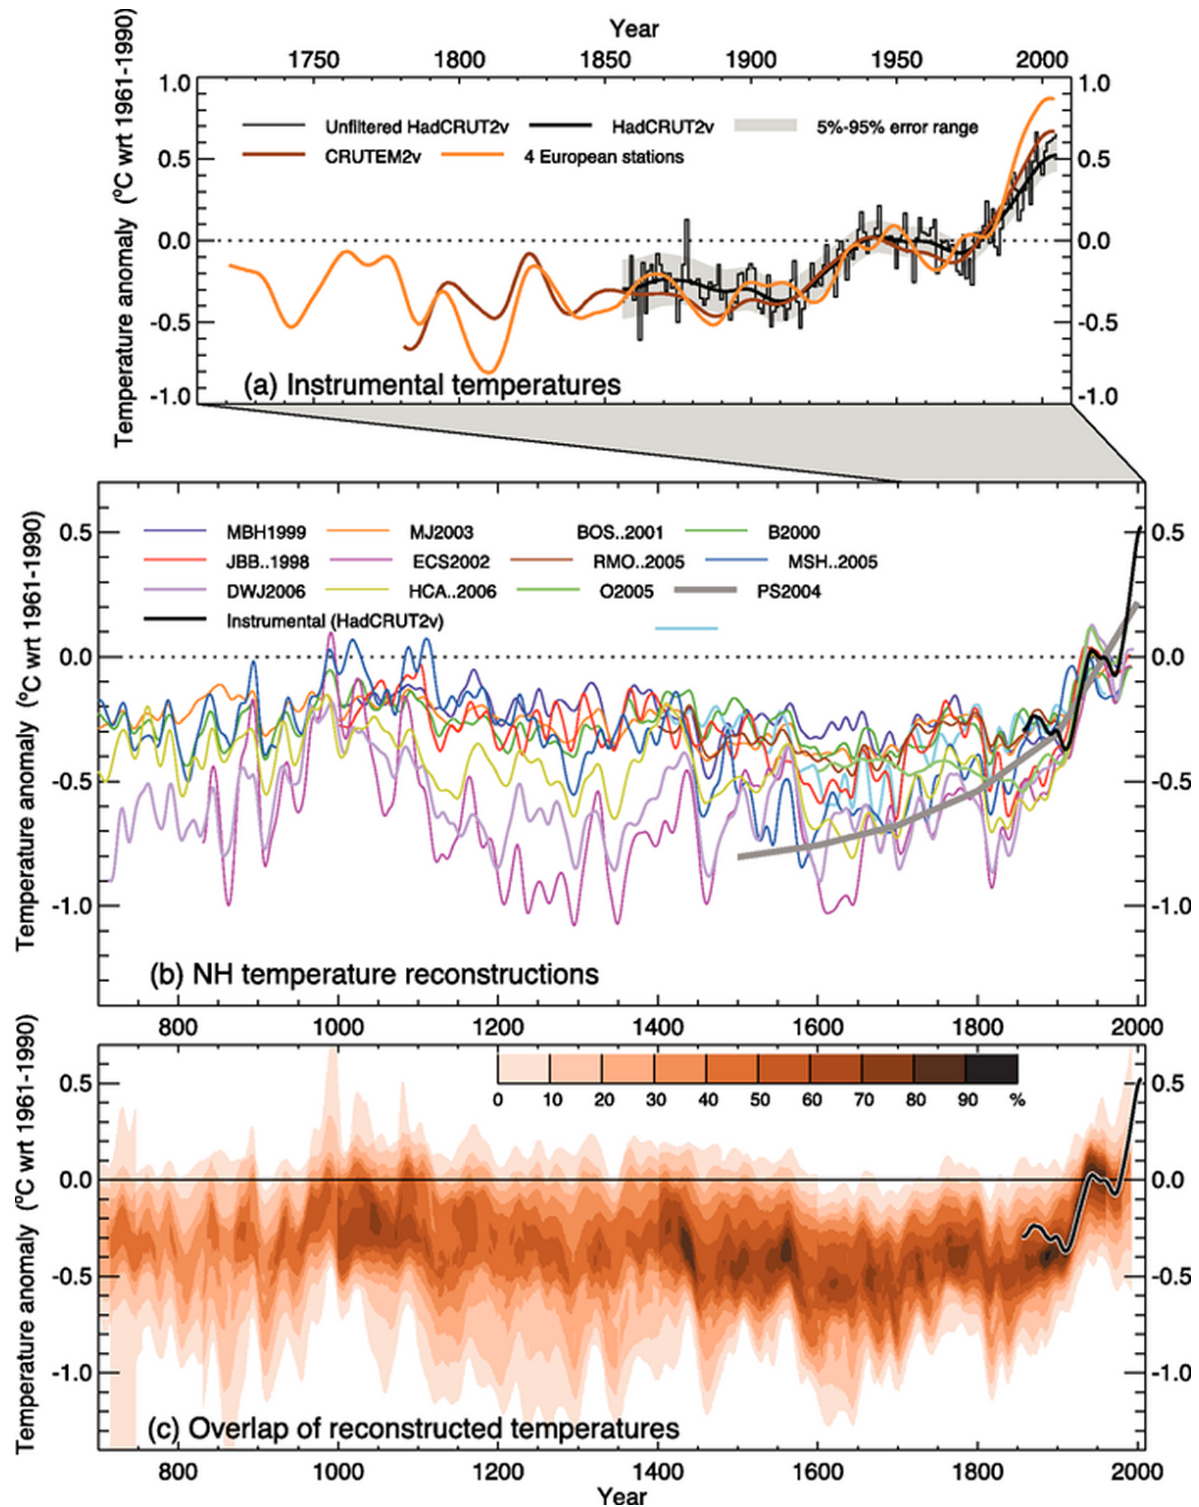 Year
1750 1800 1850 1900 1950 2000
Temperature anomaly (°C wrt 1961-1990)
1.0 1.0
Unfiltered HadCRUT2v HadCRUT2v 5%-95% error range
CRUTEM2v 4 European stations
0.5 0.5
0.0 0.0
-0.5 -0.5
-1.0 -1.0
(a) Instrumental temperatures
Temperature anomaly (°C wrt 1961-1990)
0.5 0.5
MBH1999 MJ2003 BOS..2001 B2000
JBB..1998 ECS2002 RMO..2005 MSH..2005
DWJ2006 HCA..2006 O2005 PS2004
Instrumental (HadCRUT2v)
0.0 0.0
-0.5 -0.5
-1.0 -1.0
(b) NH temperature reconstructions
800 1000 1200 1400 1600 1800 2000
Temperature anomaly (°C wrt 1961-1990)
0.5 0.5
0 10 20 30 40 50 60 70 80 90 %
0.0 0.0
-0.5 -0.5
-1.0 -1.0
(c) Overlap of reconstructed temperatures
800 1000 1200 1400 1600 1800 2000
Year